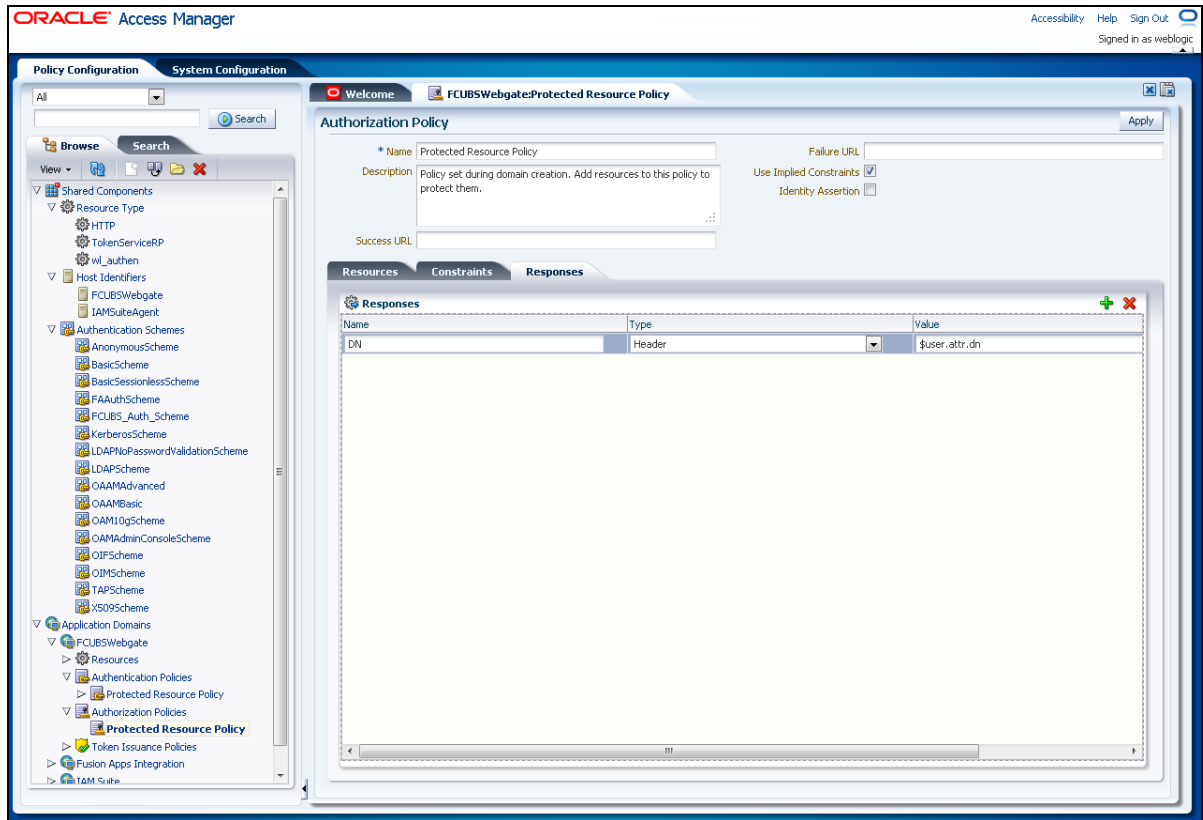 ORACLE Access Manager
Accessibility Help Sign Out
Signed in as weblogic
Policy Configuration System Configuration
All
Search
Browse Search
View
Shared Components
Resource Type
HTTP
TokenServiceRP
wl_authen
Host Identifiers
FCUBSWebgate
IAMSuiteAgent
Authentication Schemes
AnonymousScheme
BasicScheme
BasicSessionlessScheme
FAAuthScheme
FCUBS_Auth_Scheme
KerberosScheme
LDAPNoPasswordValidationScheme
LDAPScheme
OAAMAdvanced
OAAMBasic
OAM10gScheme
OAMAdminConsoleScheme
OIFScheme
OIMScheme
TAPScheme
X509Scheme
Application Domains
FCUBSWebgate
Resources
Authentication Policies
Protected Resource Policy
Authorization Policies
Protected Resource Policy
Token Issuance Policies
Fusion Apps Integration
IAM Suite
Welcome FCUBSWebgate:Protected Resource Policy
Authorization Policy Apply
* Name Protected Resource Policy Failure URL
Description Policy set during domain creation. Add resources to this policy to Use Implied Constraints
protect them. Identity Assertion
Success URL
Resources Constraints Responses
Responses
Name Type Value
DN Header $user.attr.dn